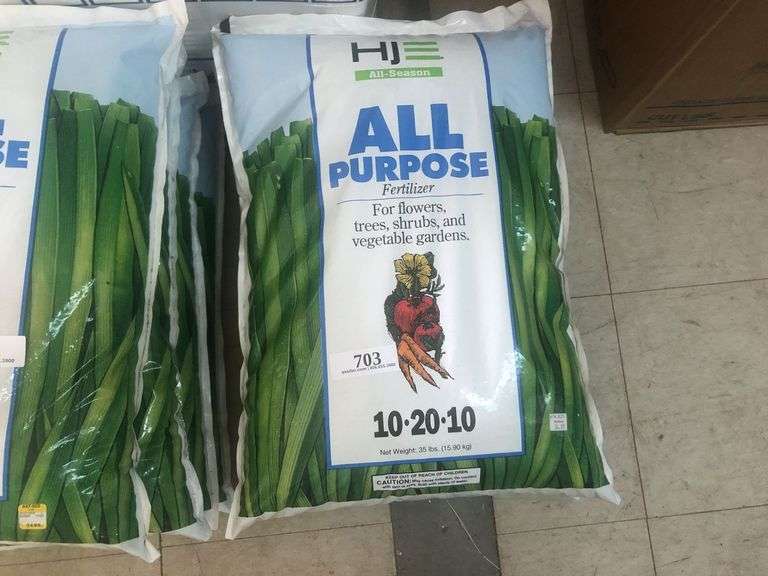 HJE
All-Season
ALL
PURPOSE
Fertilizer
For flowers,
trees, shrubs, and
vegetable gardens.
703
10·20·10
Net Weight: 35 lbs. (15.90 kg)
KEEP OUT OF REACH OF CHILDREN
CAUTION:
SE